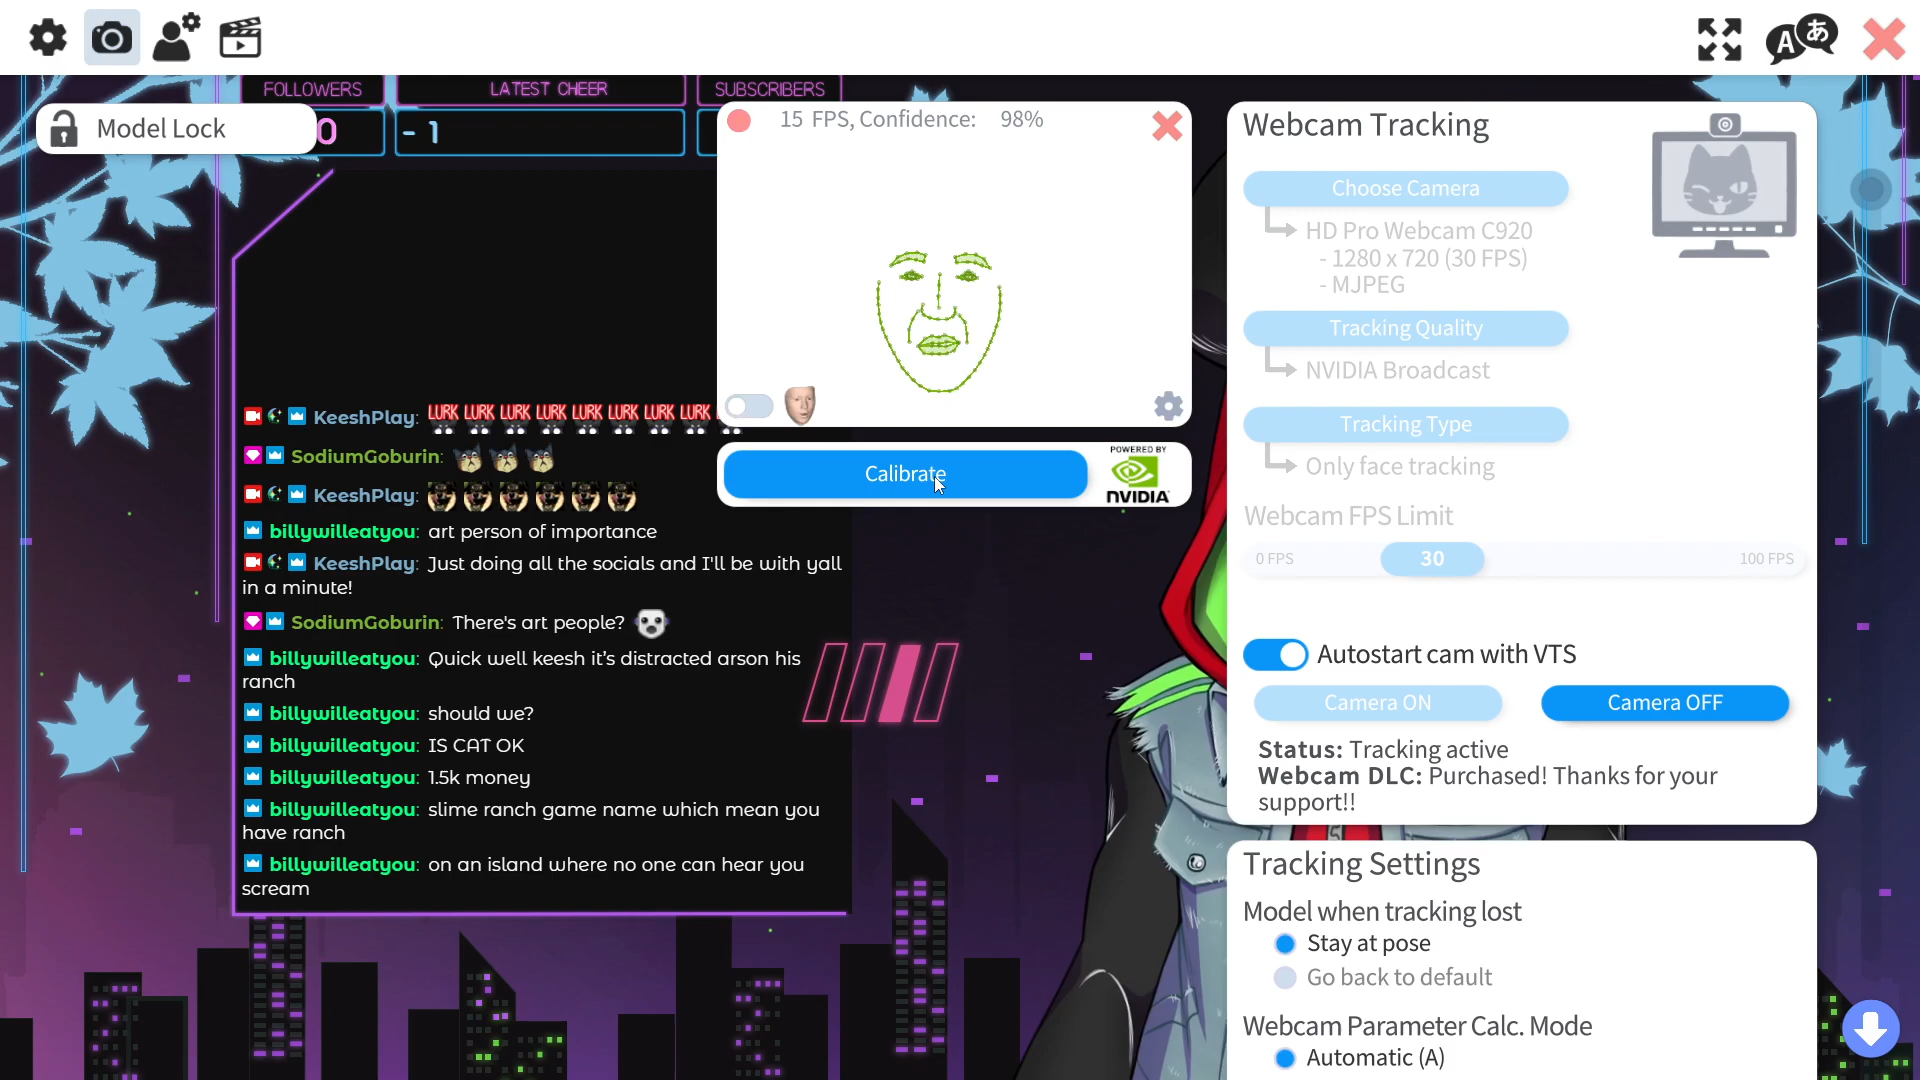 FOLLOWERS
LATEST CHEER
SUBSCRIBERS
Model Lock
0
- 1
15 FPS, Confidence: 98%
Calibrate
POWERED BY
NVIDIA
KeeshPlay: LURK LURK LURK LURK LURK LURK LURK LURK
SodiumGoburin:
KeeshPlay:
billywilleatyou: art person of importance
KeeshPlay: Just doing all the socials and I'll be with yall
in a minute!
SodiumGoburin: There's art people?
billywilleatyou: Quick well keesh it's distracted arson his
ranch
billywilleatyou: should we?
billywilleatyou: IS CAT OK
billywilleatyou: 1.5k money
billywilleatyou: slime ranch game name which mean you
have ranch
billywilleatyou: on an island where no one can hear you
scream
A あ
Webcam Tracking
Choose Camera
HD Pro Webcam C920
- 1280 x 720 (30 FPS)
- MJPEG
Tracking Quality
NVIDIA Broadcast
Tracking Type
Only face tracking
Webcam FPS Limit
0 FPS
30
100 FPS
Autostart cam with VTS
Camera ON
Camera OFF
Status: Tracking active
Webcam DLC: Purchased! Thanks for your
support!!
Tracking Settings
Model when tracking lost
Stay at pose
Go back to default
Webcam Parameter Calc. Mode
Automatic (A)